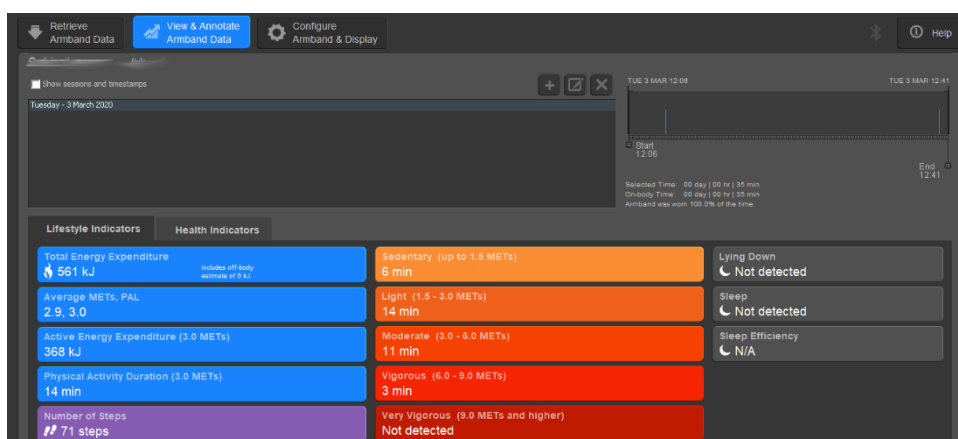 Retrieve
Armband Data
View & Annotate
Armband Data
Configure
Armband & Display
Help
Show sessions and timestamps
Tuesday - 3 March 2020
TUE 3 MAR 12:06
TUE 3 MAR 12:41
Start
12:06
End
12:41
Selected Time: 00 day | 00 hr | 35 min
On-body Time: 00 day | 00 hr | 35 min
Armband was worn 100.0% of the time.
Lifestyle Indicators
Health Indicators
Total Energy Expenditure
561 kJ
includes off-body
estimate of 6 kJ
Average METs, PAL
2.9, 3.0
Active Energy Expenditure (3.0 METs)
368 kJ
Physical Activity Duration (3.0 METs)
14 min
Number of Steps
71 steps
Sedentary (up to 1.5 METs)
6 min
Light (1.5 - 3.0 METs)
14 min
Moderate (3.0 - 6.0 METs)
11 min
Vigorous (6.0 - 9.0 METs)
3 min
Very Vigorous (9.0 METs and higher)
Not detected
Lying Down
Not detected
Sleep
Not detected
Sleep Efficiency
N/A